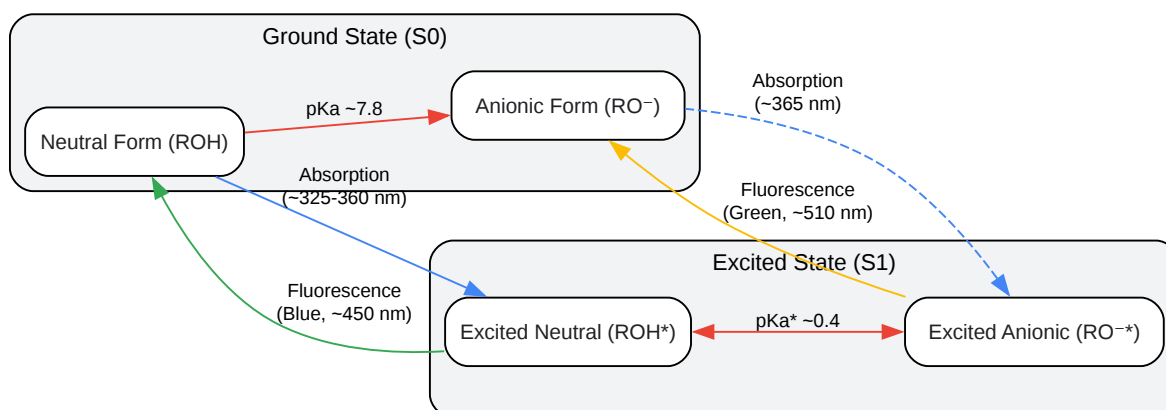 Ground State (S0)
Absorption
(~365 nm)
pKa ~7.8
Anionic Form (RO⁻)
Neutral Form (ROH)
Absorption
(~325-360 nm)
Fluorescence
(Green, ~510 nm)
Excited State (S1)
Fluorescence
(Blue, ~450 nm)
Excited Neutral (ROH*)
pKa* ~0.4
Excited Anionic (RO⁻*)